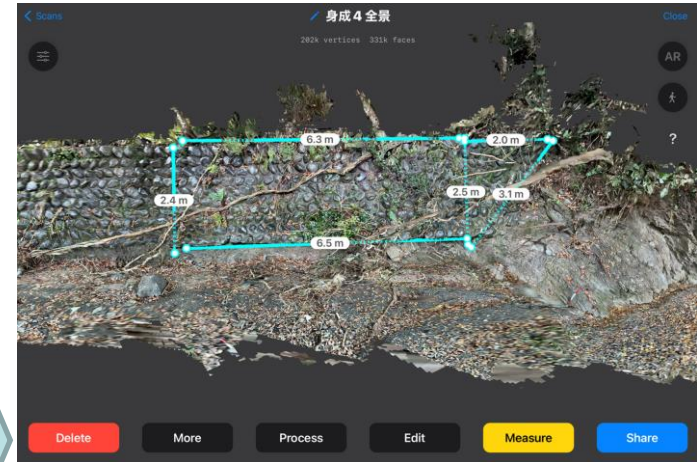 Scans
身成4全景
Close
202k vertices 331k faces
AR
?
6.3 m
2.0 m
2.4 m
2.5 m
3.1 m
6.5 m
Delete
More
Process
Edit
Measure
Share